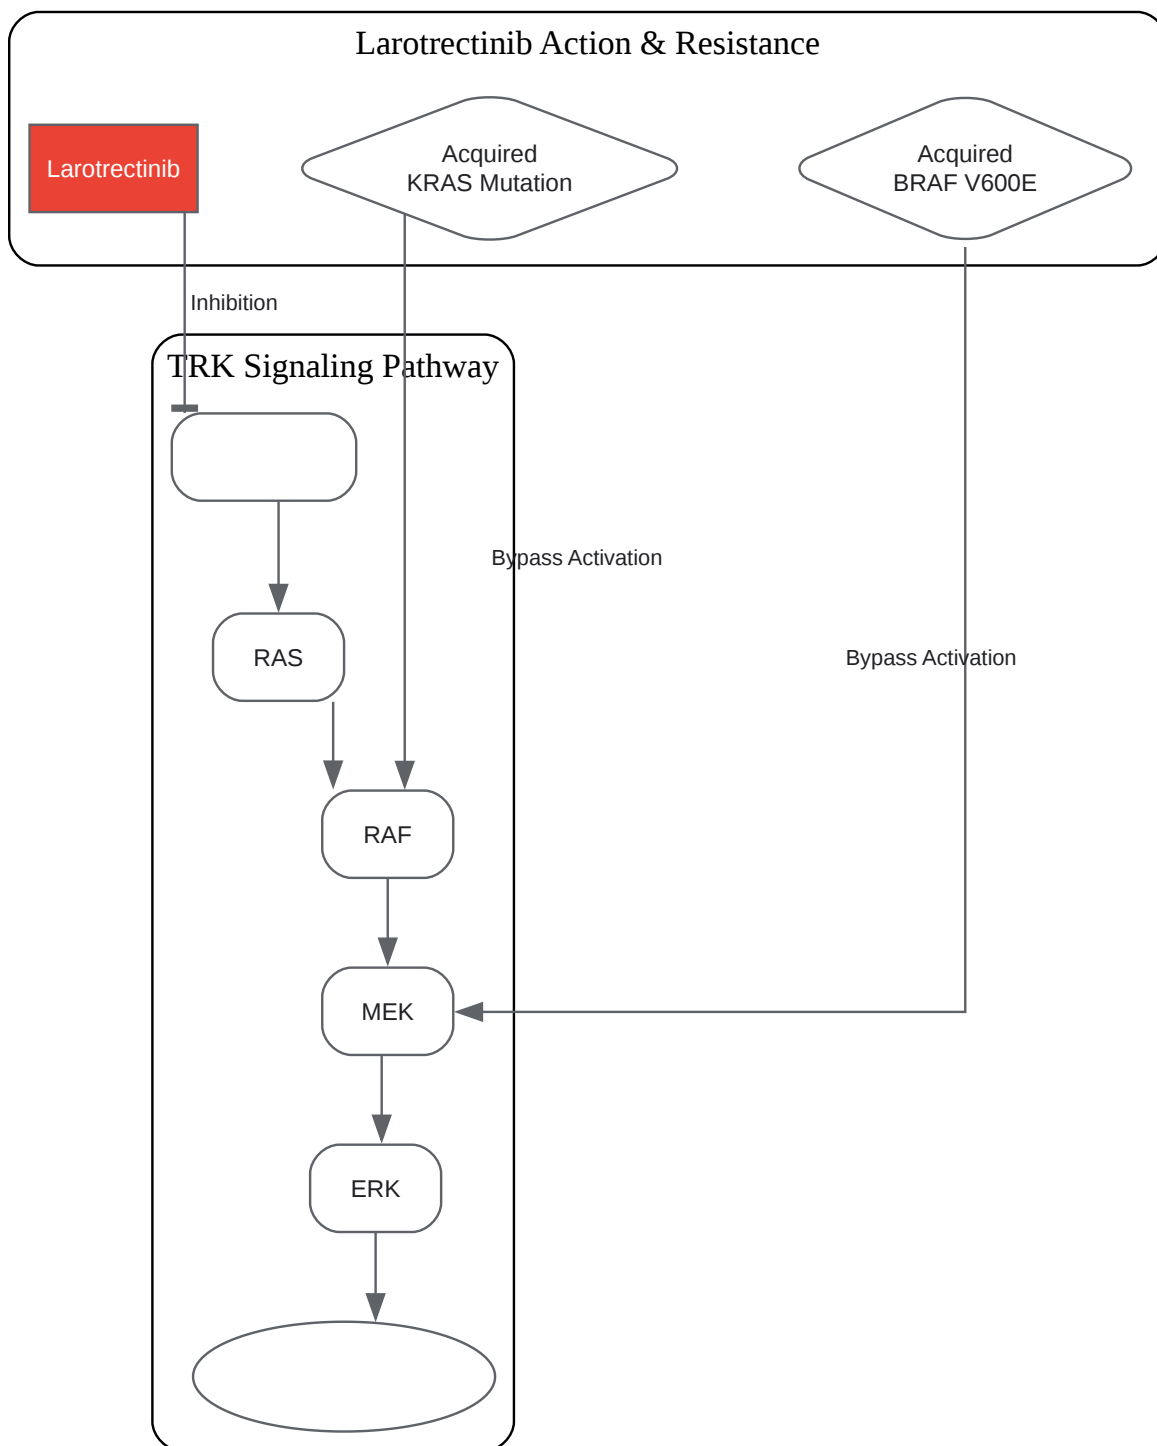 Larotrectinib Action & Resistance
Larotrectinib
Acquired
KRAS Mutation
Acquired
BRAF V600E
Inhibition
TRK Signaling Pathway
Bypass Activation
RAS
Bypass Activation
RAF
MEK
ERK